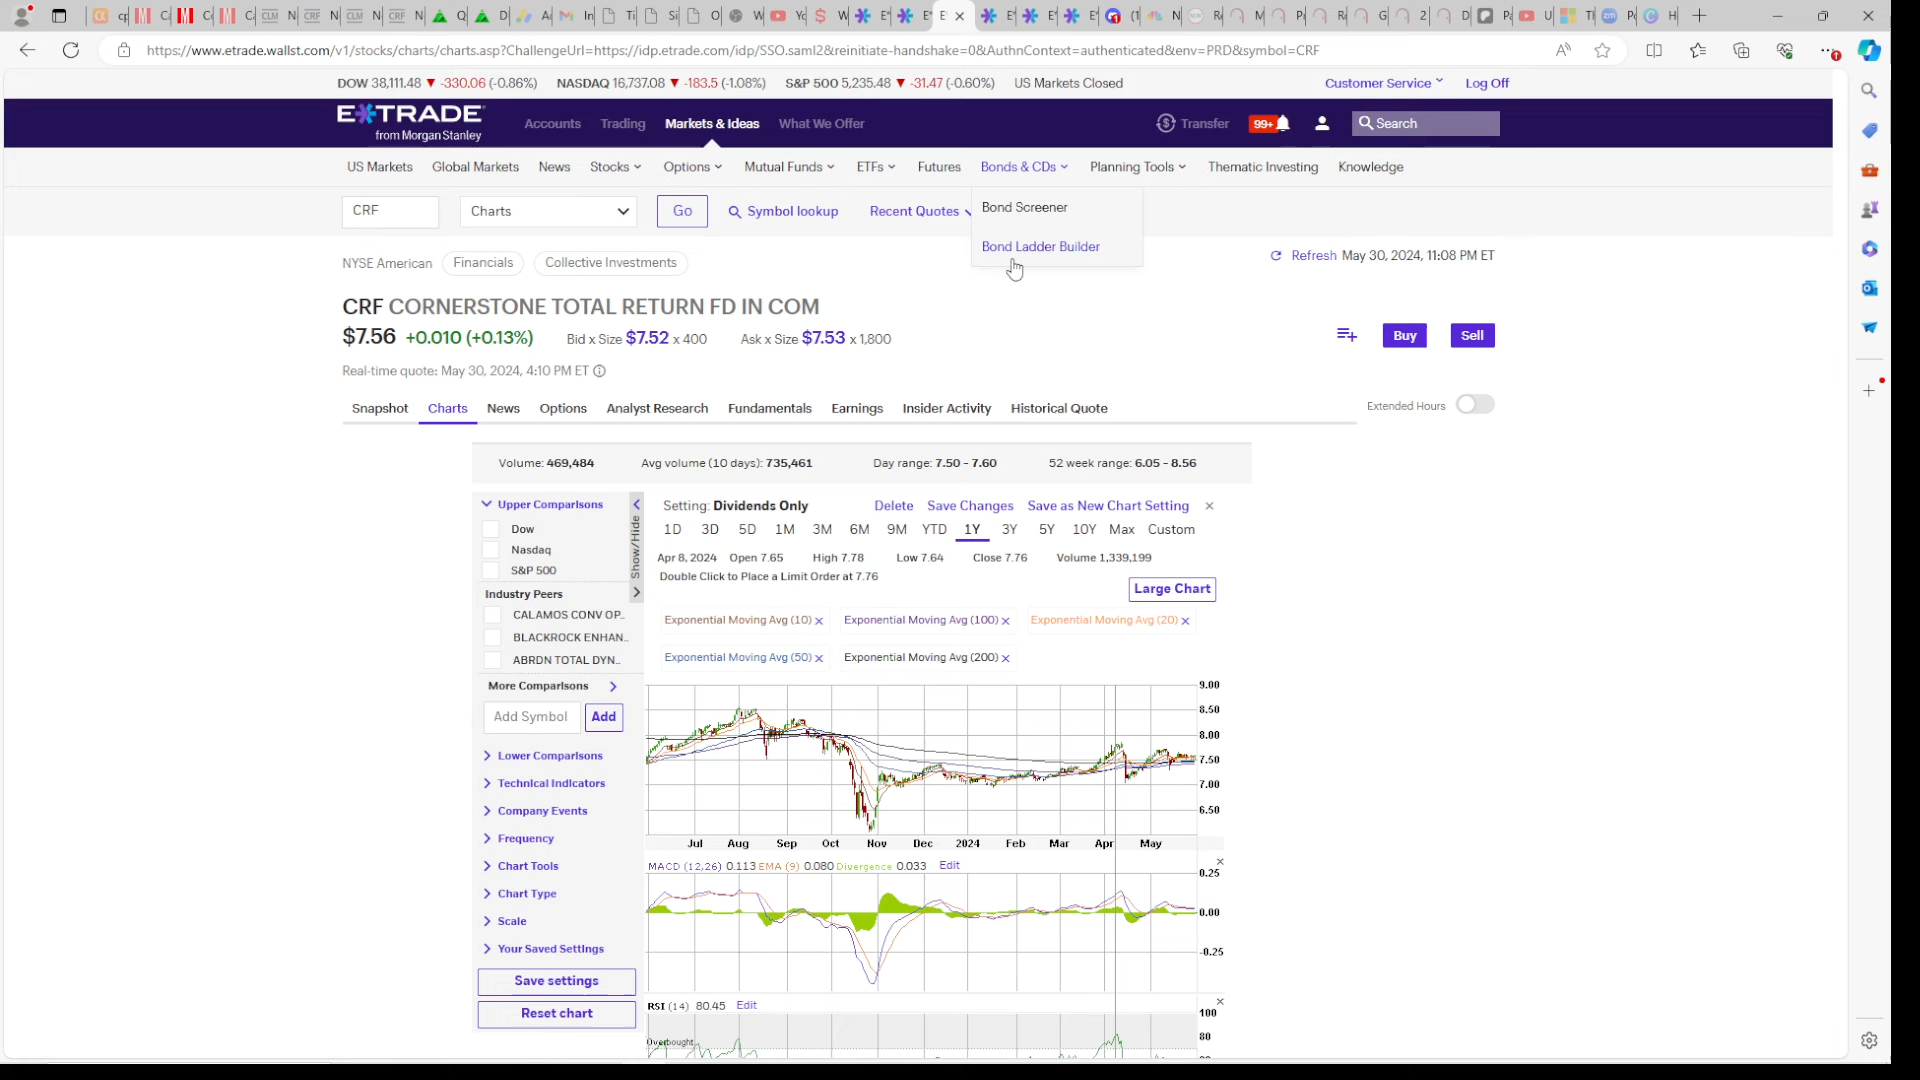 https://www.etrade.wallst.com/v1/stocks/charts/charts.asp?ChallengeUrl=https://idp.etrade.com/idp/SSO.saml2&reinitiate-handshake=0&AuthnContext=authenticated&env=PRD&symbol=CRF
DOW 38,111.48 ▼ -330.06 (-0.86%) NASDAQ 16,737.08 ▼ -183.5 (-1.08%) S&P 500 5,235.48 ▼ -31.47 (-0.60%) US Markets Closed Customer Service Log Off
E*TRADE
from Morgan Stanley
Accounts Trading Markets & Ideas What We Offer Transfer 99+ Search
US Markets Global Markets News Stocks Options Mutual Funds ETFs Futures Bonds & CDs Planning Tools Thematic Investing Knowledge
CRF Charts Go Symbol lookup Recent Quotes
Bond Screener
Bond Ladder Builder
NYSE American Financials Collective Investments
Refresh May 30, 2024, 11:08 PM ET
CRF CORNERSTONE TOTAL RETURN FD IN COM
$7.56 +0.010 (+0.13%) Bid x Size $7.52 x 400 Ask x Size $7.53 x 1,800
Buy Sell
Real-time quote: May 30, 2024, 4:10 PM ET
Snapshot Charts News Options Analyst Research Fundamentals Earnings Insider Activity Historical Quote
Extended Hours
Volume: 469,484 Avg volume (10 days): 735,461 Day range: 7.50 - 7.60 52 week range: 6.05 - 8.56
Upper Comparisons
Dow
Nasdaq
S&P 500
Show/Hide
Industry Peers
CALAMOS CONV OP..
BLACKROCK ENHAN..
ABRDN TOTAL DYN..
More Comparisons
Add Symbol Add
Lower Comparisons
Technical Indicators
Company Events
Frequency
Chart Tools
Chart Type
Scale
Your Saved Settings
Save settings
Reset chart
Setting: Dividends Only Delete Save Changes Save as New Chart Setting ×
1D 3D 5D 1M 3M 6M 9M YTD 1Y 3Y 5Y 10Y Max Custom
Apr 8, 2024 Open 7.65 High 7.78 Low 7.64 Close 7.76 Volume 1,339,199
Double Click to Place a Limit Order at 7.76
Large Chart
Exponential Moving Avg (10) × Exponential Moving Avg (100) × Exponential Moving Avg (20) ×
Exponential Moving Avg (50) × Exponential Moving Avg (200) ×
9.00
8.50
8.00
7.50
7.00
6.50
Jul Aug Sep Oct Nov Dec 2024 Feb Mar Apr May
MACD (12,26) 0.113 EMA (9) 0.080 Divergence 0.033 Edit
0.25
0.00
-0.25
RSI (14) 80.45 Edit
100
Overbought
80